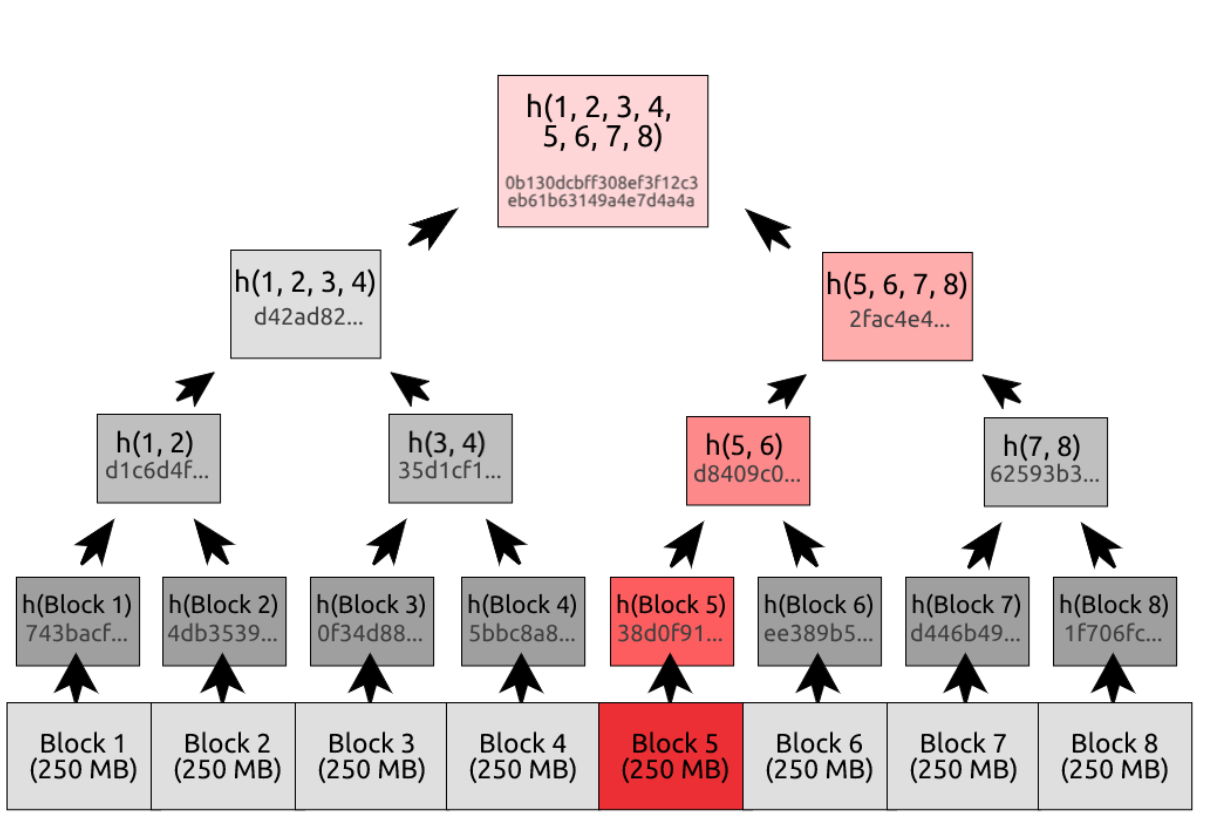 h(1, 2, 3, 4,
5, 6, 7, 8)
0b130dcbff308ef3f12c3
eb61b63149a4e7d4a4a
h(1, 2, 3, 4)
d42ad82...
h(5, 6, 7, 8)
2fac4e4...
h(1, 2)
d1c6d4f...
h(3, 4)
35d1cf1...
h(5, 6)
d8409c0...
h(7, 8)
62593b3...
h(Block 1)
743bacf...
h(Block 2)
4db3539...
h(Block 3)
0f34d88...
h(Block 4)
5bbc8a8...
h(Block 5)
38d0f91...
h(Block 6)
ee389b5...
h(Block 7)
d446b49...
h(Block 8)
1f706fc...
Block 1
(250 MB)
Block 2
(250 MB)
Block 3
(250 MB)
Block 4
(250 MB)
Block 5
(250 MB)
Block 6
(250 MB)
Block 7
(250 MB)
Block 8
(250 MB)